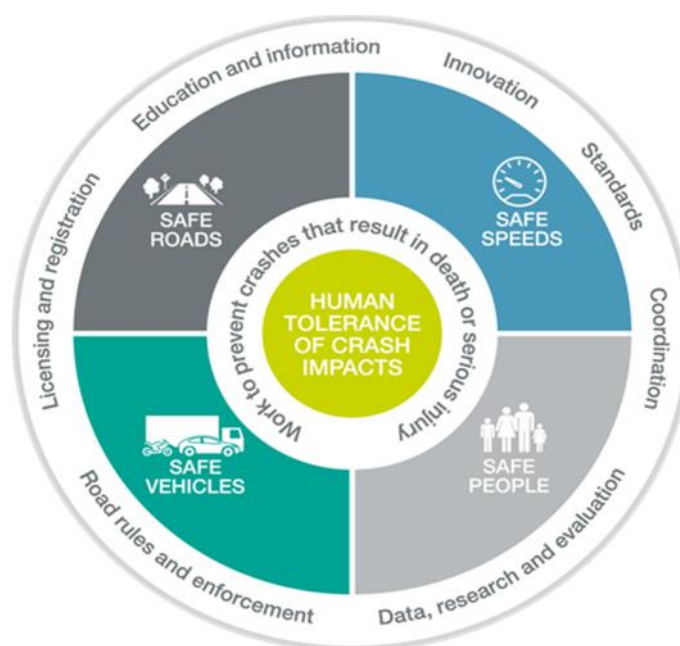 Education and information
Innovation
Standards
Coordination
Data, research and evaluation
Road rules and enforcement
Licensing and registration
SAFE
ROADS
SAFE
SPEEDS
SAFE
PEOPLE
SAFE
VEHICLES
Work to prevent crashes that result in death or serious injury
HUMAN
TOLERANCE
OF CRASH
IMPACTS